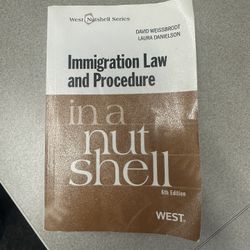 West Nutshell Series
DAVID WEISSBRODT
LAURA DANIELSON
Immigration Law
and Procedure
in a
nut
shell
6th Edition
WEST®